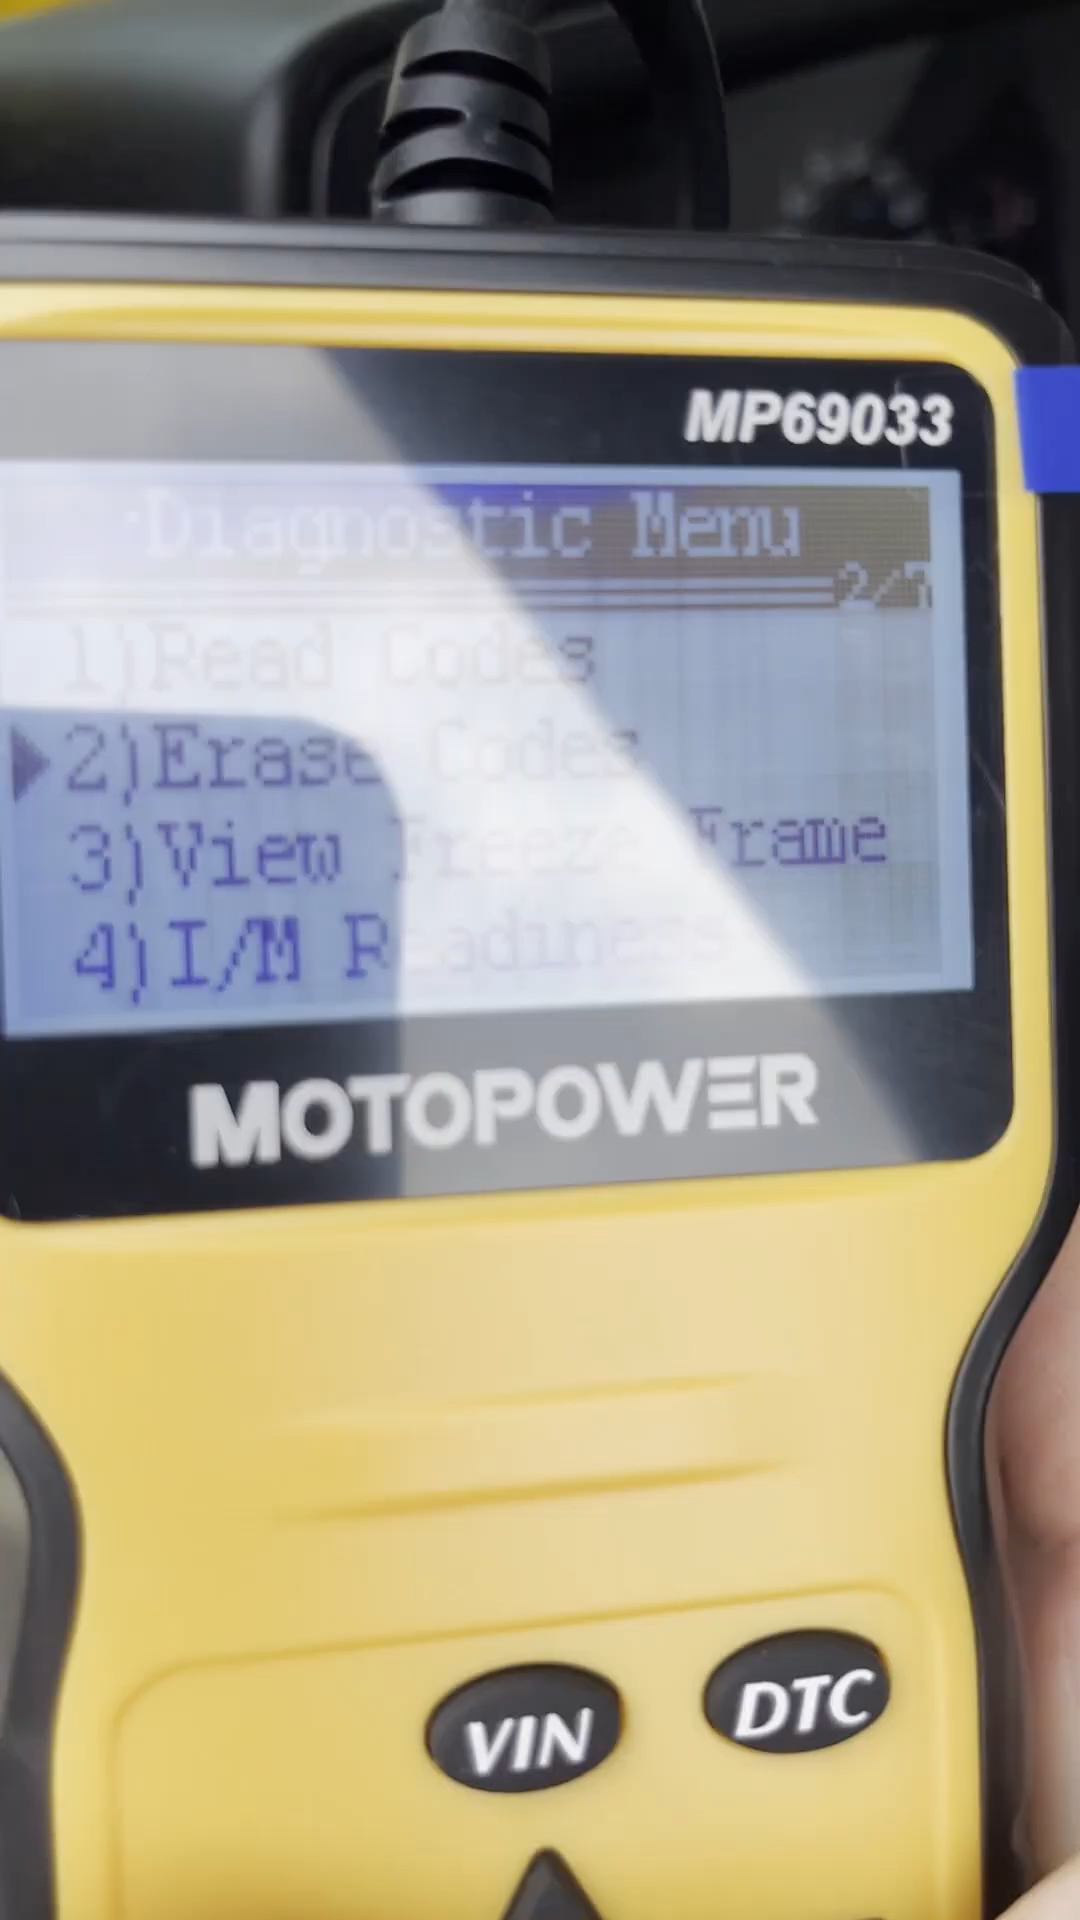 MP69033
Diagnostic Menu
2/7
1)Read Codes
2)Erase Codes
3)View Freeze Frame
4)I/M Readiness
MOTOPOWER
VIN
DTC